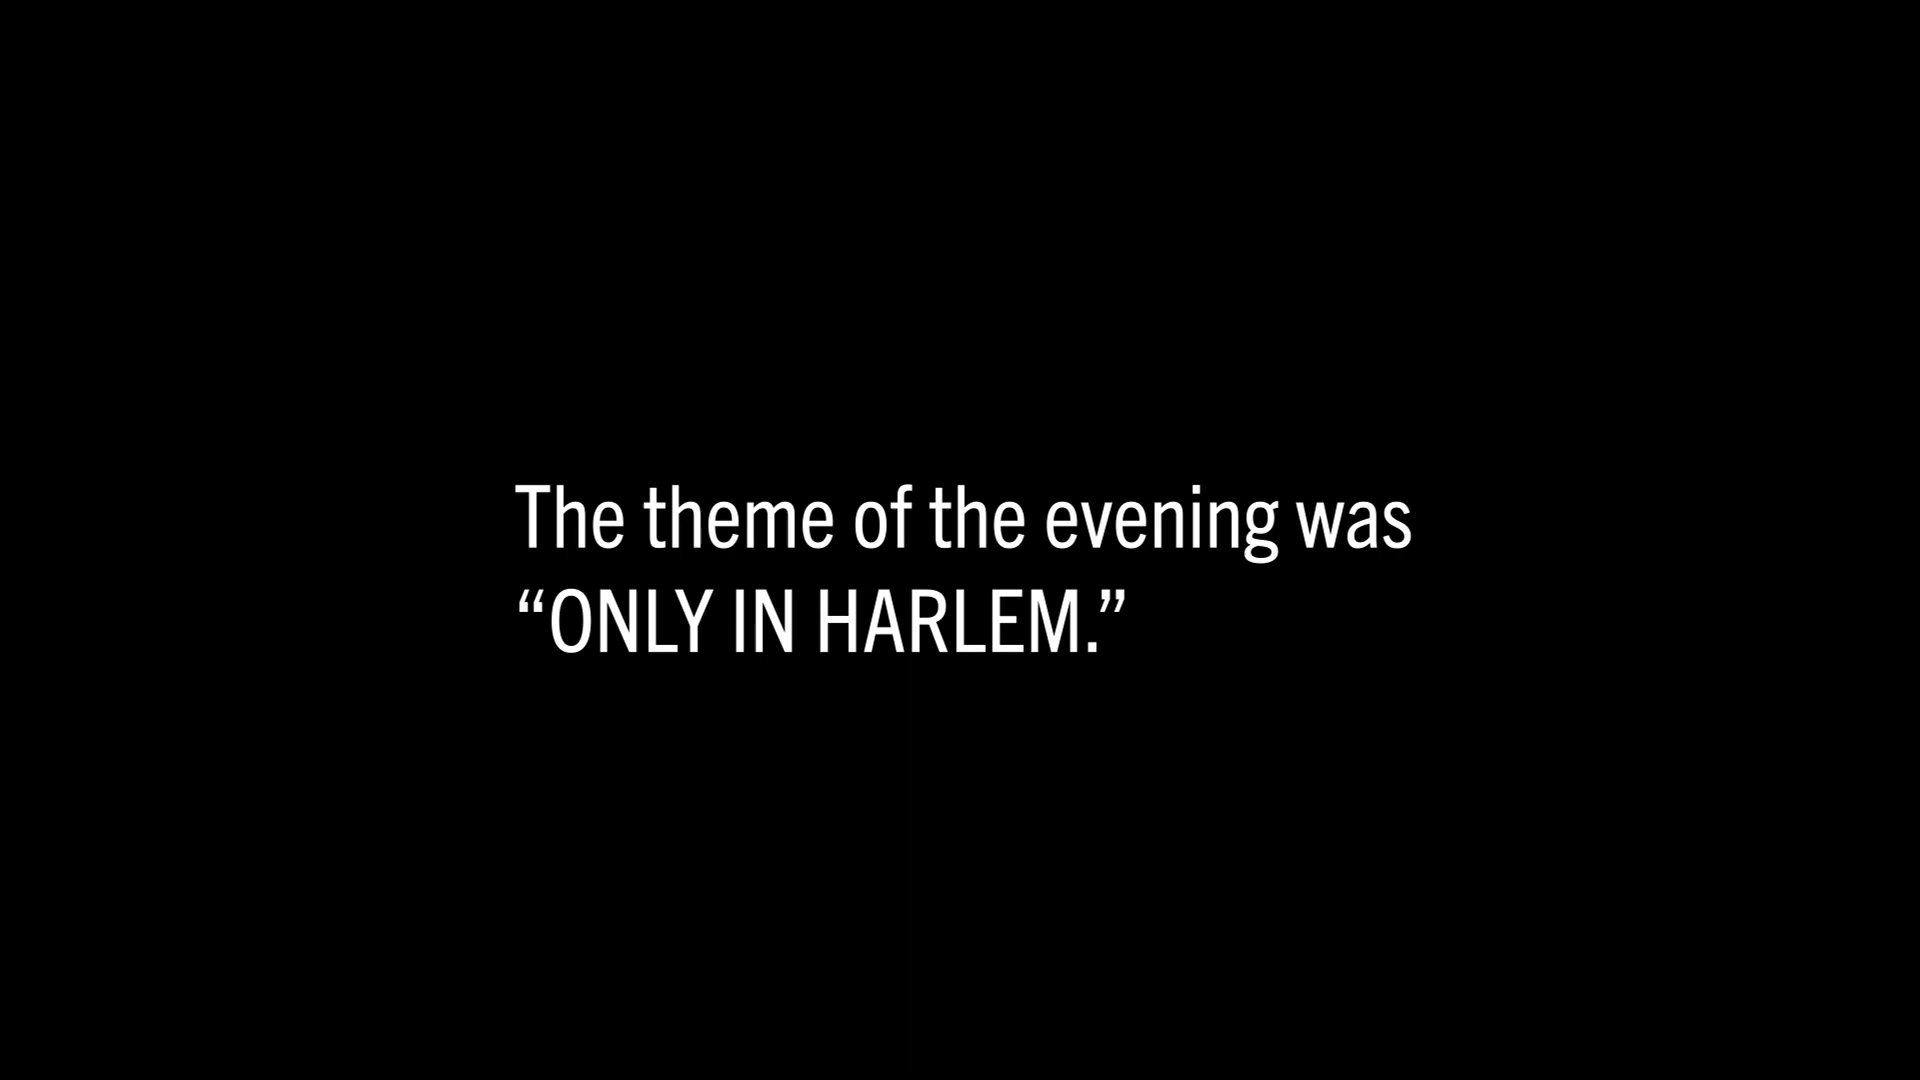 The theme of the evening was
“ONLY IN HARLEM.”